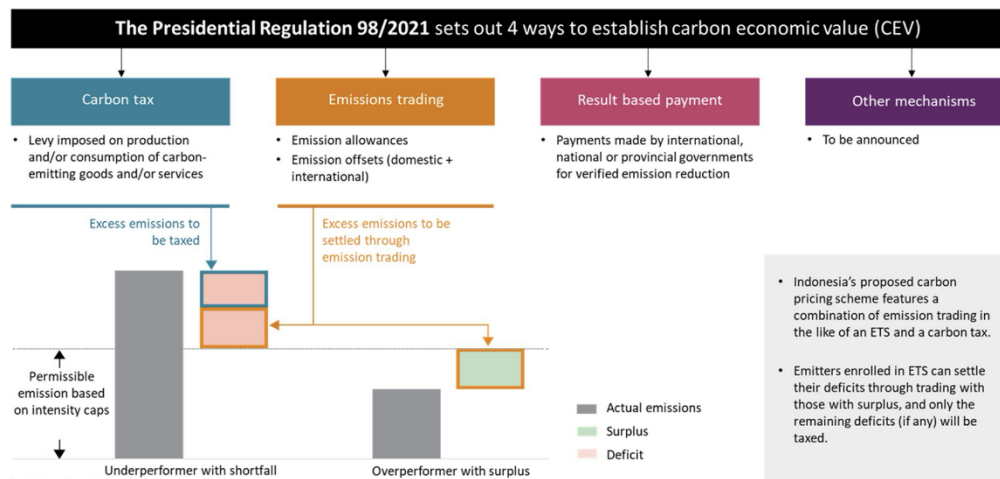 The Presidential Regulation 98/2021 sets out 4 ways to establish carbon economic value (CEV)
Carbon tax
• Levy imposed on production
and/or consumption of carbon-
emitting goods and/or services
Emissions trading
• Emission allowances
• Emission offsets (domestic +
international)
Result based payment
• Payments made by international,
national or provincial governments
for verified emission reduction
Other mechanisms
• To be announced
Excess emissions to
be taxed
Excess emissions to be
settled through
emission trading
Permissible
emission based
on intensity caps
Underperformer with shortfall
Overperformer with surplus
Actual emissions
Surplus
Deficit
• Indonesia's proposed carbon
pricing scheme features a
combination of emission trading in
the like of an ETS and a carbon tax.
• Emitters enrolled in ETS can settle
their deficits through trading with
those with surplus, and only the
remaining deficits (if any) will be
taxed.